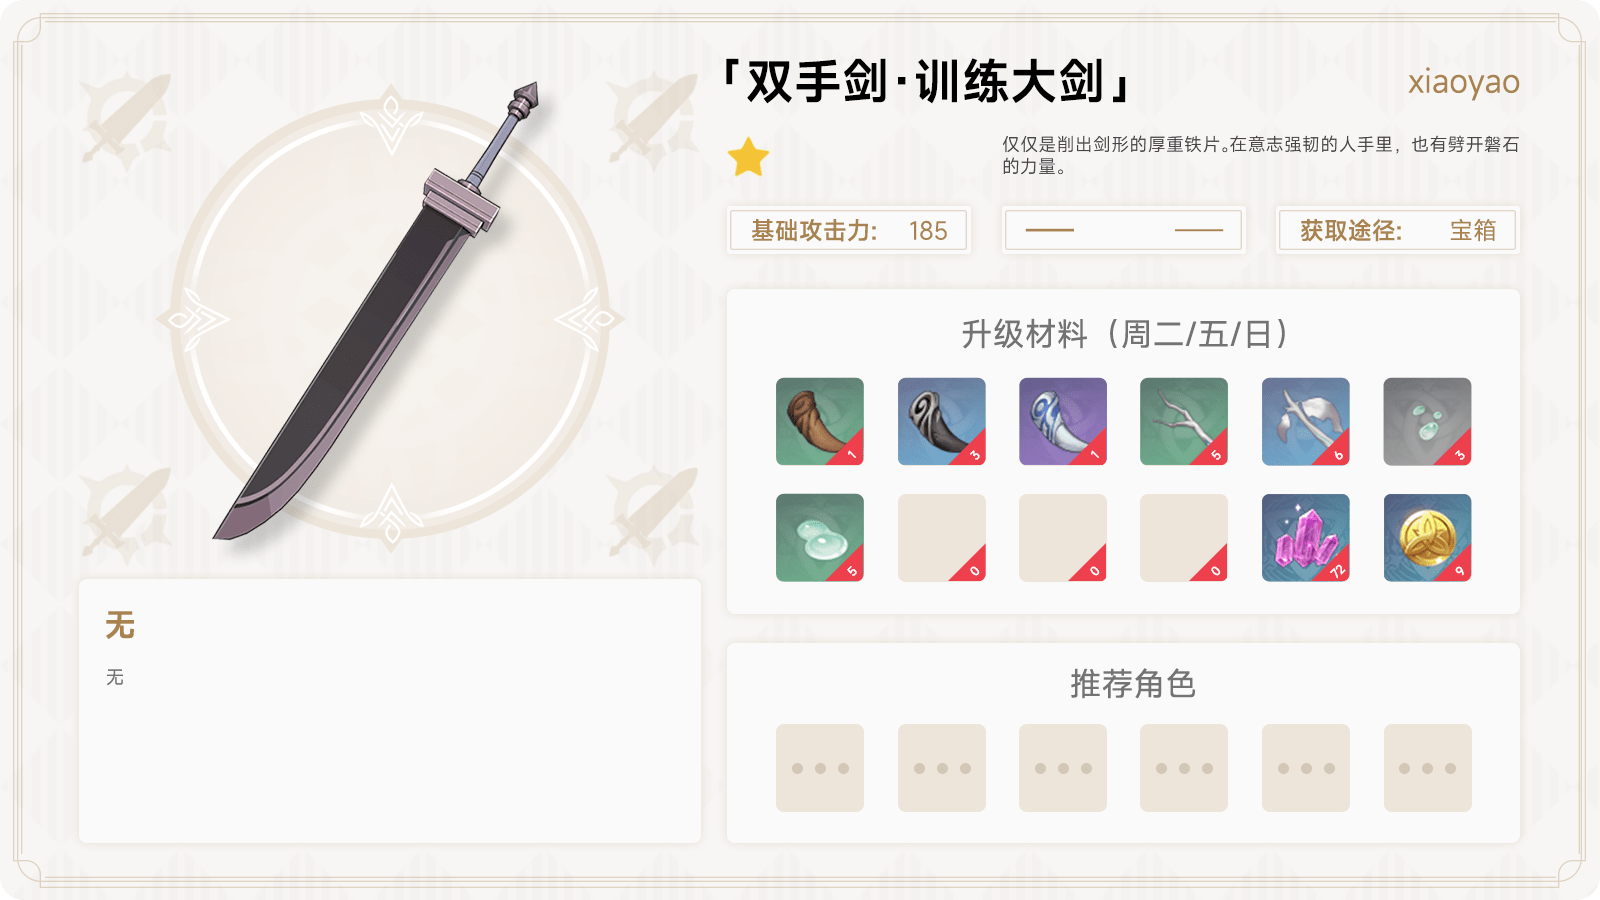 「双手剑·训练大剑」
xiaoyao
仅仅是削出剑形的厚重铁片。在意志强韧的人手里，也有劈开磐石
的力量。
基础攻击力: 185
获取途径: 宝箱
升级材料（周二/五/日）
1 3 1 5 6 3
5 0 0 0 72 9
无
无
推荐角色